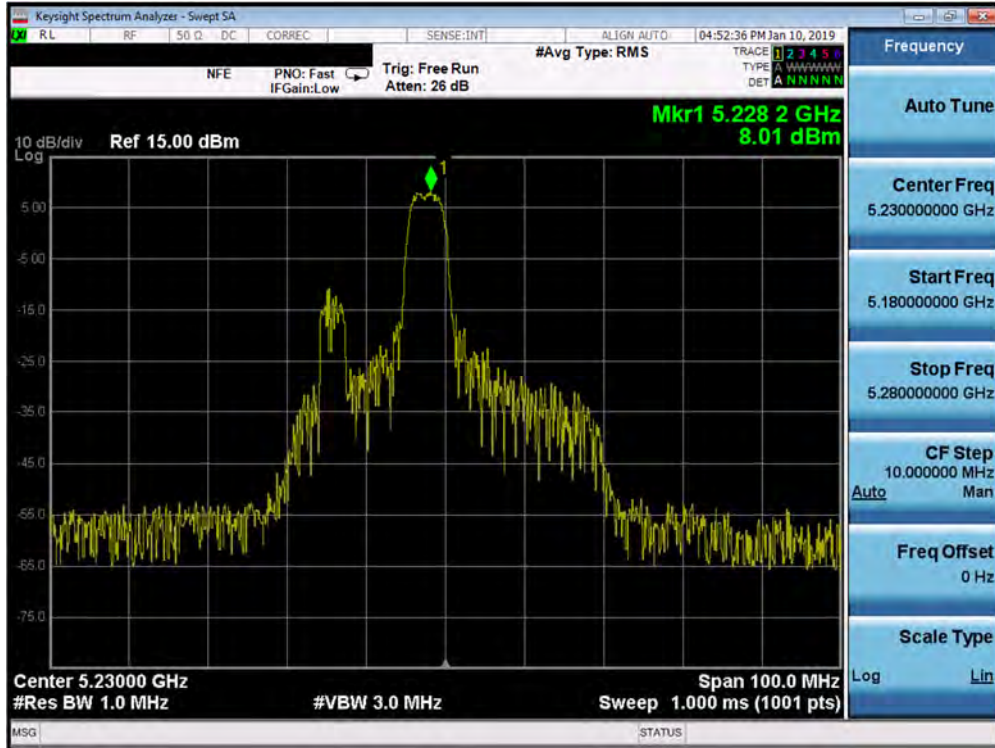 Keysight Spectrum Analyzer - Swept SA
LXI RL RF 50 Ω DC CORREC SENSE:INT ALIGN AUTO 04:52:36 PM Jan 10, 2019
NFE PNO: Fast Trig: Free Run #Avg Type: RMS TRACE 1 2 3 4 5 6
IFGain:Low Atten: 26 dB TYPE A WWWWW
DET A N N N N N
Mkr1 5.228 2 GHz
8.01 dBm
10 dB/div Ref 15.00 dBm
Log
1
5.00
-5.00
-15.0
-25.0
-35.0
-45.0
-55.0
-65.0
-75.0
Center 5.23000 GHz Span 100.0 MHz
#Res BW 1.0 MHz #VBW 3.0 MHz Sweep 1.000 ms (1001 pts)
MSG STATUS
Frequency
Auto Tune
Center Freq
5.230000000 GHz
Start Freq
5.180000000 GHz
Stop Freq
5.280000000 GHz
CF Step
10.000000 MHz
Auto Man
Freq Offset
0 Hz
Scale Type
Log Lin